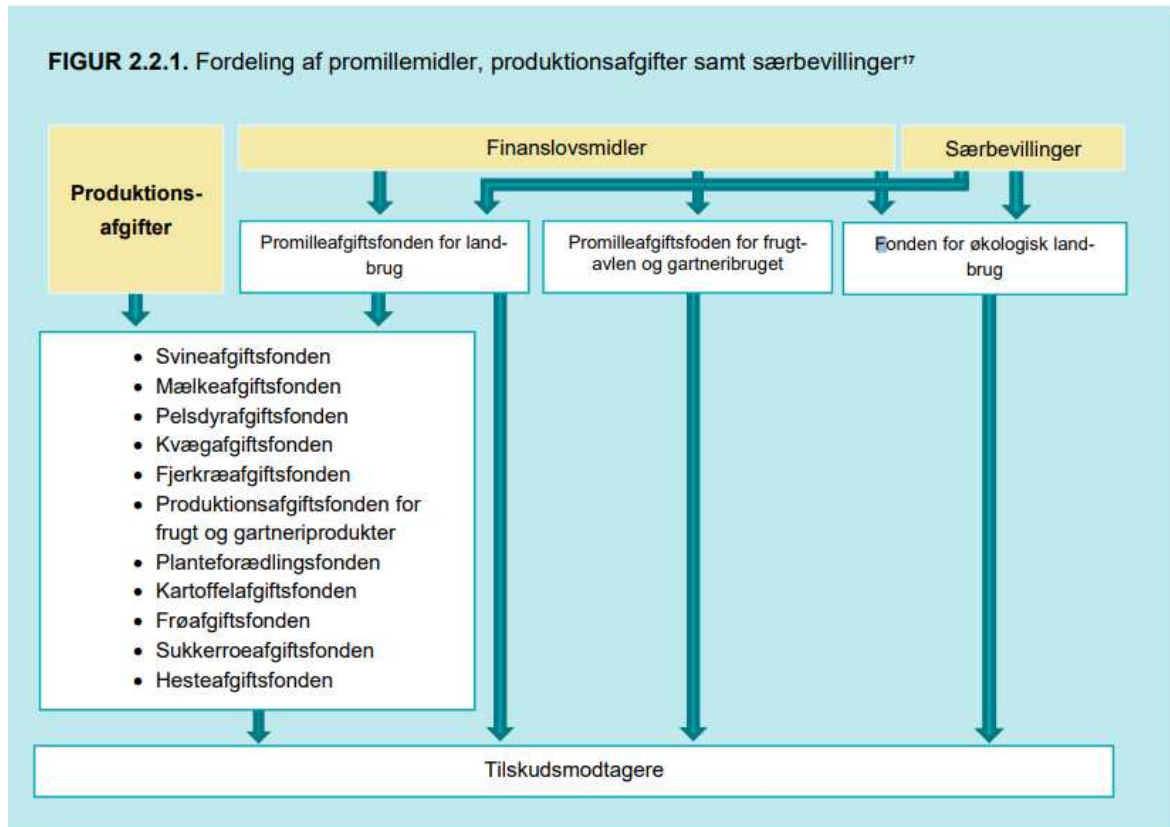 FIGUR 2.2.1. Fordeling af promillemidler, produktionsafgifter samt særbevillinger¹⁷
Produktions-
afgifter
Finanslovsmidler
Særbevillinger
Promilleafgiftsfonden for land-
brug
Promilleafgiftsfoden for frugt-
avlen og gartneribruget
Fonden for økologisk land-
brug
• Svineafgiftsfonden
• Mælkeafgiftsfonden
• Pelsdyrafgiftsfonden
• Kvægafgiftsfonden
• Fjerkræafgiftsfonden
• Produktionsafgiftsfonden for
frugt og gartneriprodukter
• Planteforædlingsfonden
• Kartoffelafgiftsfonden
• Frøafgiftsfonden
• Sukkerroeafgiftsfonden
• Hesteafgiftsfonden
Tilskudsmodtagere